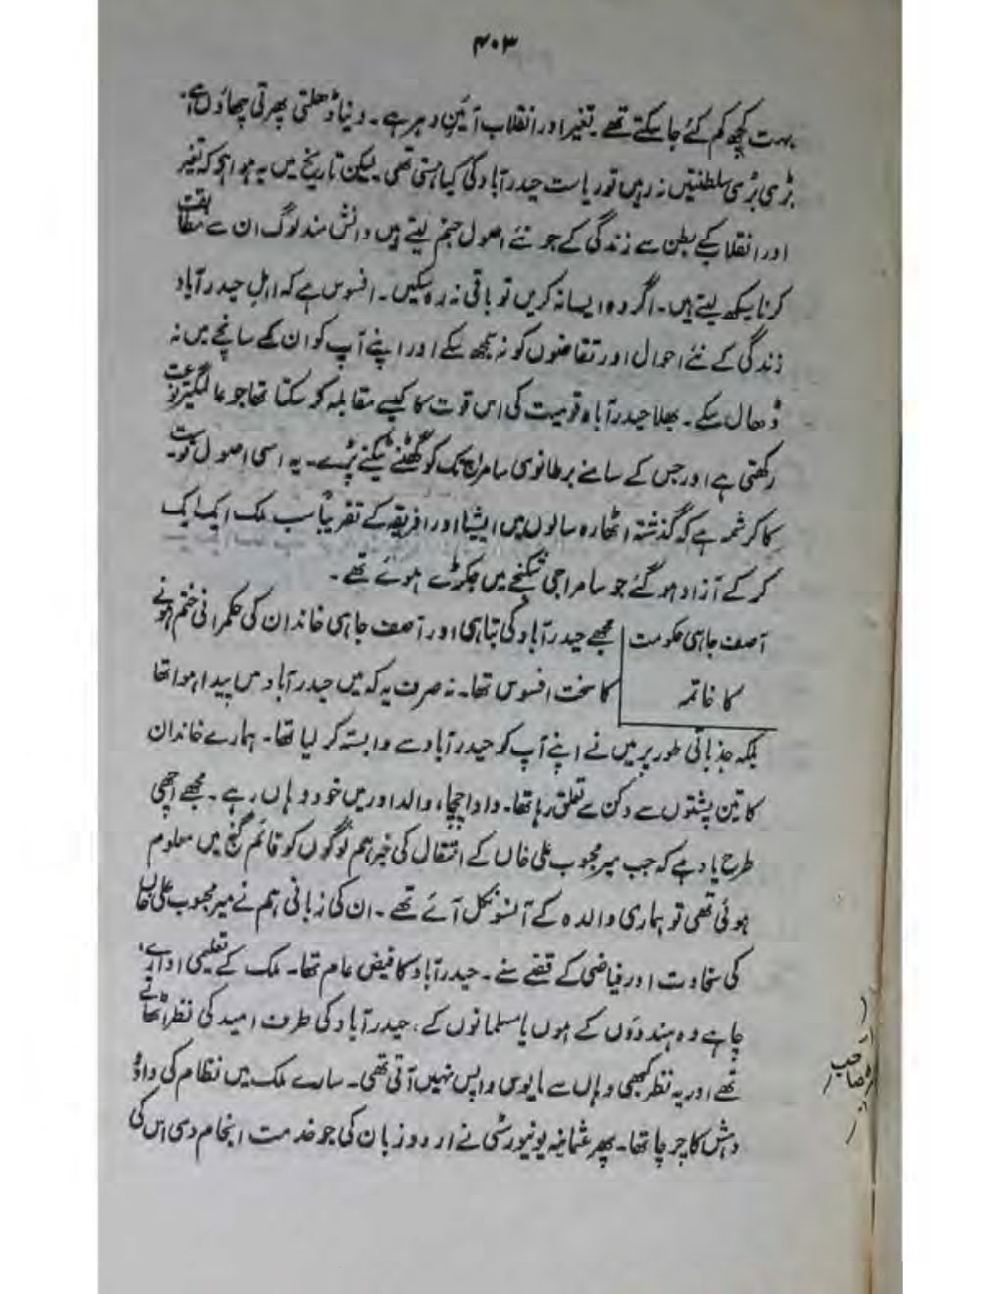 ۴۰۳
بہت کچھ کم کئے جا سکتے تھے۔ تغیر اور انقلاب آئینِ دہر ہے۔ دنیا ڈھلتی پھرتی چھاؤں ہے۔
بڑی بڑی سلطنتیں نہ رہیں تو ریاست حیدرآباد کی کیا ہستی تھی لیکن تاریخ میں یہ ہوا ہے کہ تغیر
اور انقلاب کے بطن سے زندگی کے جو نئے اصول جنم لیتے ہیں دانش مند لوگ ان سے مطابقت
کرنا سیکھ لیتے ہیں۔ اگر وہ ایسا نہ کریں تو باقی نہ رہ سکیں۔ افسوس ہے کہ اہلِ حیدرآباد
زندگی کے نئے احوال اور تقاضوں کو نہ سمجھ سکے اور اپنے آپ کو ان کے سانچے میں نہ
ڈھال سکے۔ بھلا حیدرآباد قومیت کی اس قوت کا کیسے مقابلہ کر سکتا تھا جو عالمگیر نوعیت
رکھتی ہے اور جس کے سامنے برطانوی سامراج تک کو گھٹنے ٹیکنے پڑے۔ یہ اسی اصول قومیت
کا کرشمہ ہے کہ گذشتہ اٹھارہ سالوں میں ایشیا اور افریقہ کے تقریباً سب ملک ایک ایک
کر کے آزاد ہو گئے جو سامراجی شکنجے میں جکڑے ہوئے تھے۔
آصف جاہی حکومت
کا خاتمہ
مجھے حیدرآباد کی تباہی اور آصف جاہی خاندان کی حکمرانی ختم ہونے
کا سخت افسوس تھا۔ نہ صرف یہ کہ میں حیدرآباد میں پیدا ہوا تھا
بلکہ جذباتی طور پر میں نے اپنے آپ کو حیدرآباد سے وابستہ کر لیا تھا۔ ہمارے خاندان
کا تین پشتوں سے دکن سے تعلق رہا تھا۔ دادا، چچا، والد اور میں خود وہاں رہے۔ مجھے اچھی
طرح یاد ہے کہ جب میر محبوب علی خاں کے انتقال کی خبر ہم لوگوں کو قائم گنج میں معلوم
ہوئی تھی تو ہماری والدہ کے آنسو نکل آئے تھے۔ ان کی زبانی ہم نے میر محبوب علی خاں
کی سخاوت اور فیاضی کے قصے سنے۔ حیدرآباد کا فیض عام تھا۔ ملک کے تعلیمی ادارے،
چاہے وہ ہندوؤں کے ہوں یا مسلمانوں کے، حیدرآباد کی طرف امید کی نظر اٹھاتے
تھے اور یہ نظر کبھی وہاں سے مایوس واپس نہیں آتی تھی۔ سارے ملک میں نظام کی داد و
دہش کا چرچا تھا۔ پھر عثمانیہ یونیورسٹی نے اردو زبان کی جو خدمت انجام دی اس کی